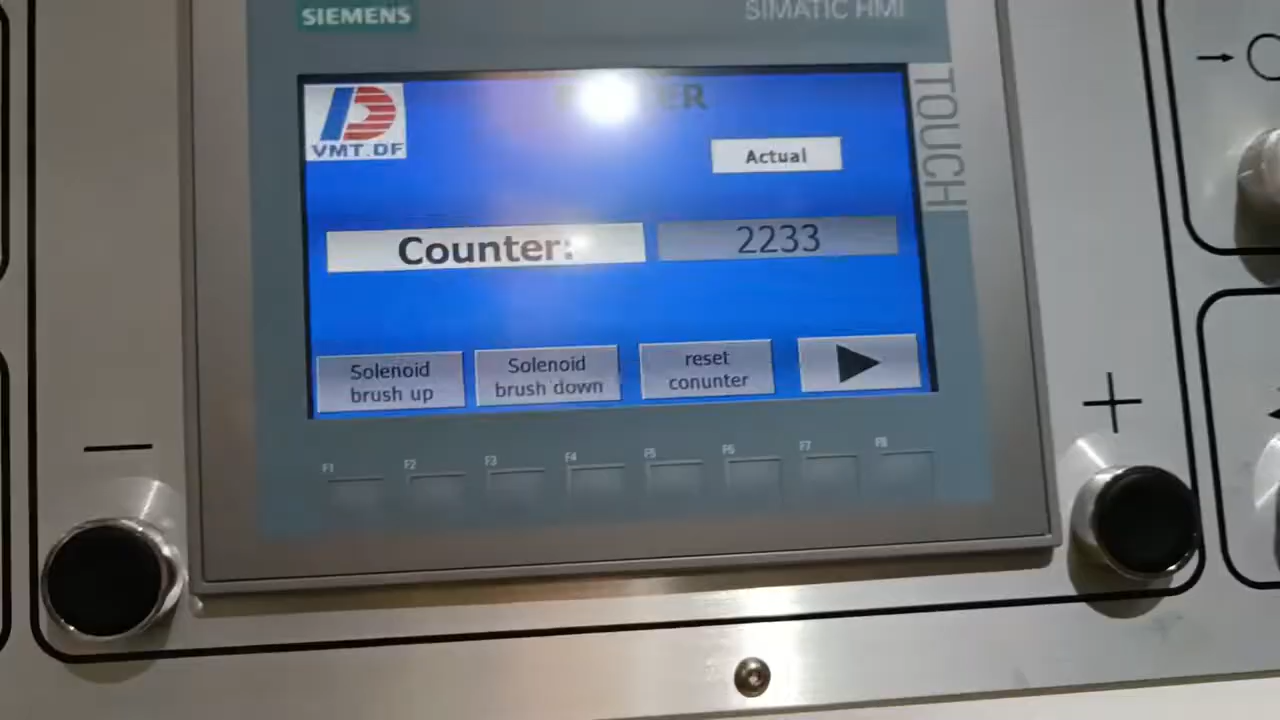 SIEMENS
SIMATIC HMI
TOUCH
VMT.DF
Actual
Counter:
2233
Solenoid
brush up
Solenoid
brush down
reset
conunter
F1
F2
F3
F4
F5
F6
F7
F8